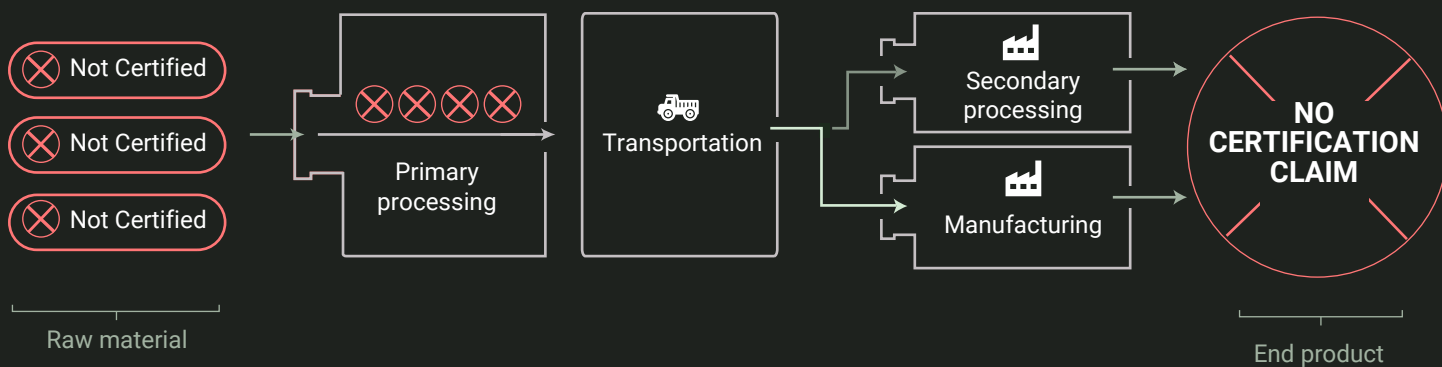 Not Certified
Not Certified
Not Certified
Raw material
Primary
processing
Transportation
Secondary
processing
Manufacturing
NO
CERTIFICATION
CLAIM
End product